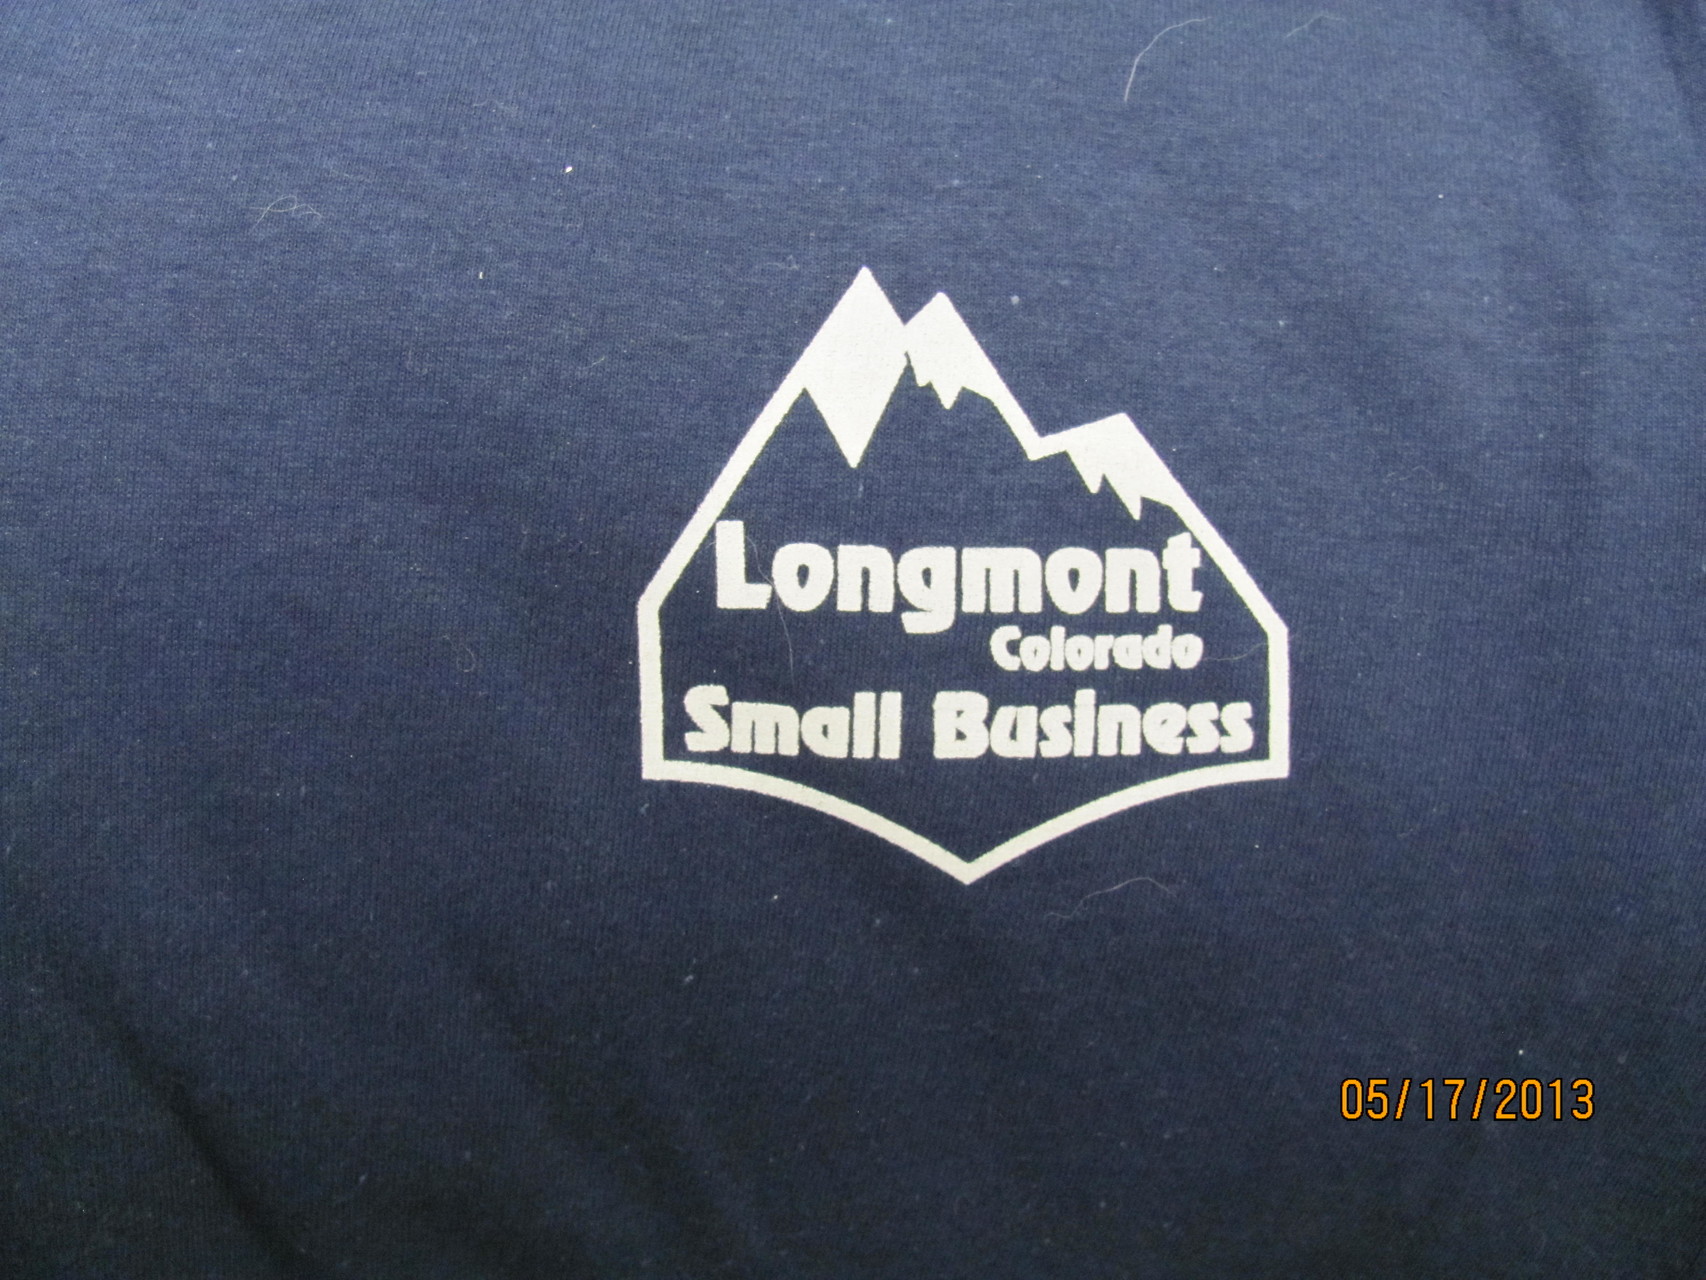 Longmont
Colorado
Small Business
05/17/2013